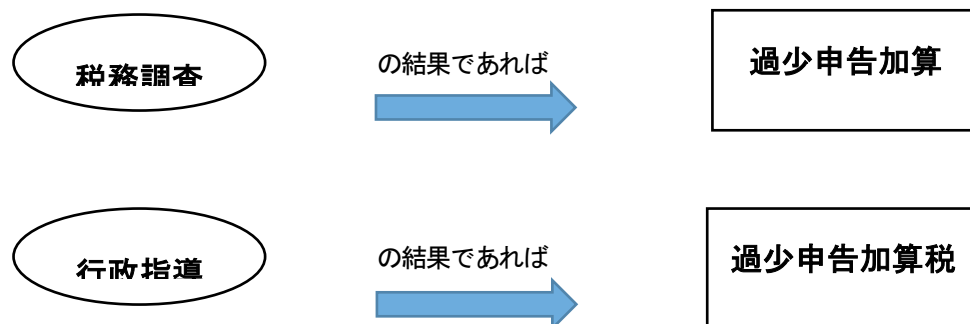 税務調査
の結果であれば
過少申告加算
行政指導
の結果であれば
過少申告加算税